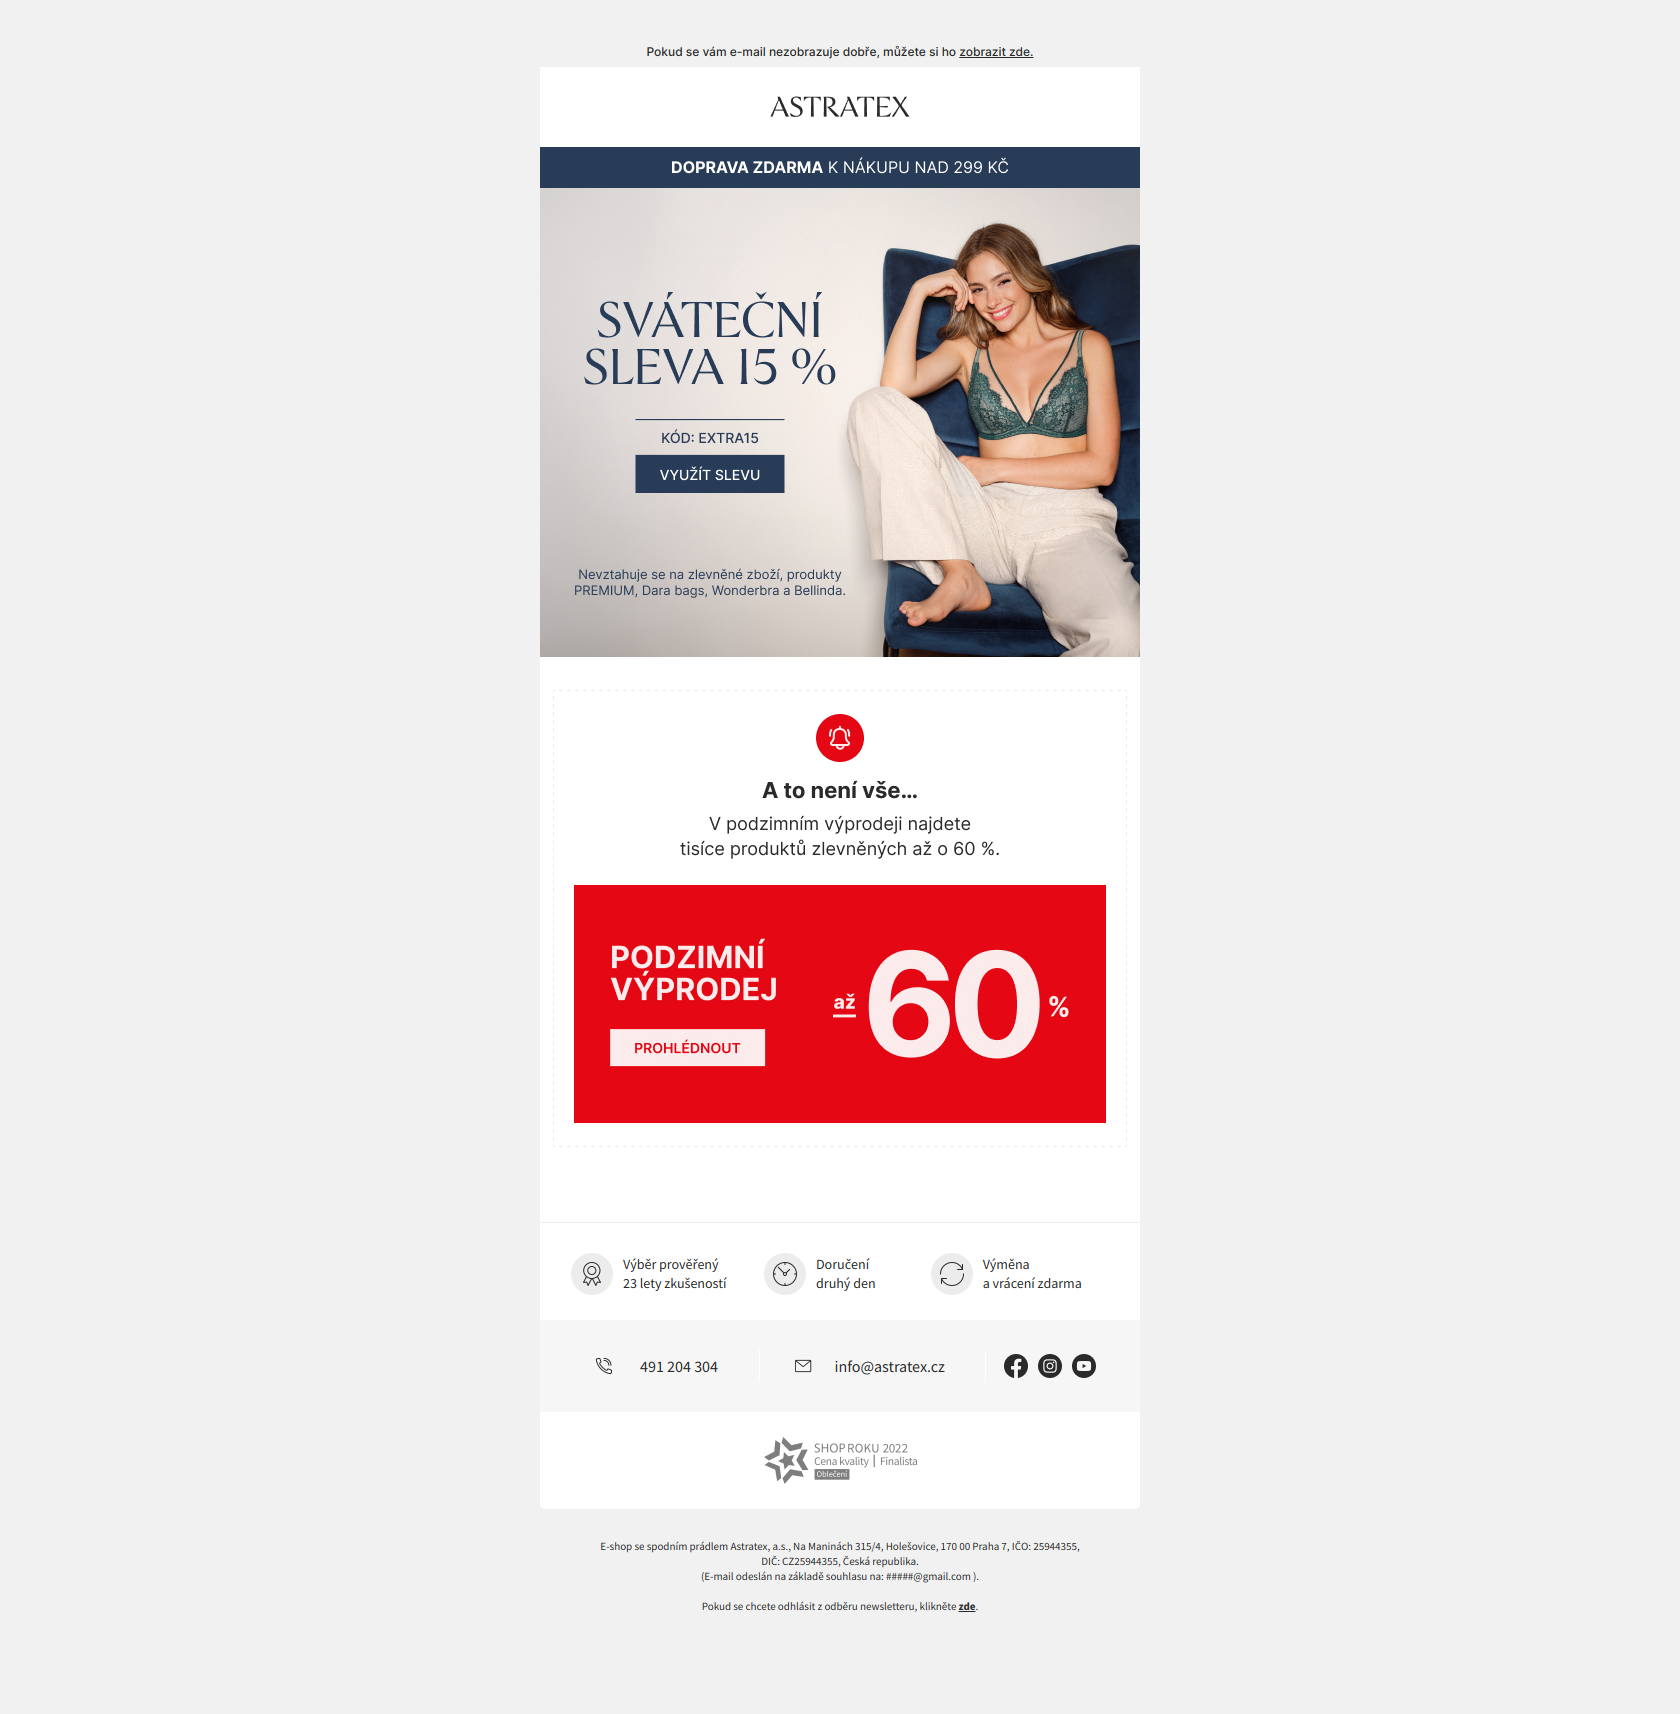 Pokud se vám e-mail nezobrazuje dobře, můžete si ho zobrazit zde.
ASTRATEX
DOPRAVA ZDARMA K NÁKUPU NAD 299 KČ
SVÁTEČNÍ
SLEVA 15 %
KÓD: EXTRA15
VYUŽÍT SLEVU
Nevztahuje se na zlevněné zboží, produkty
PREMIUM, Dara bags, Wonderbra a Bellinda.
A to není vše...
V podzimním výprodeji najdete
tisíce produktů zlevněných až o 60 %.
PODZIMNÍ
VÝPRODEJ
až 60 %
PROHLÉDNOUT
Výběr prověřený
23 lety zkušeností
Doručení
druhý den
Výměna
a vrácení zdarma
491 204 304
info@astratex.cz
SHOP ROKU 2022
Cena kvality | Finalista
Oblečení
E-shop se spodním prádlem Astratex, a.s., Na Maninách 315/4, Holešovice, 170 00 Praha 7, IČO: 25944355,
DIČ: CZ25944355, Česká republika.
(E-mail odeslán na základě souhlasu na: #####@gmail.com ).
Pokud se chcete odhlásit z odběru newsletteru, klikněte zde.